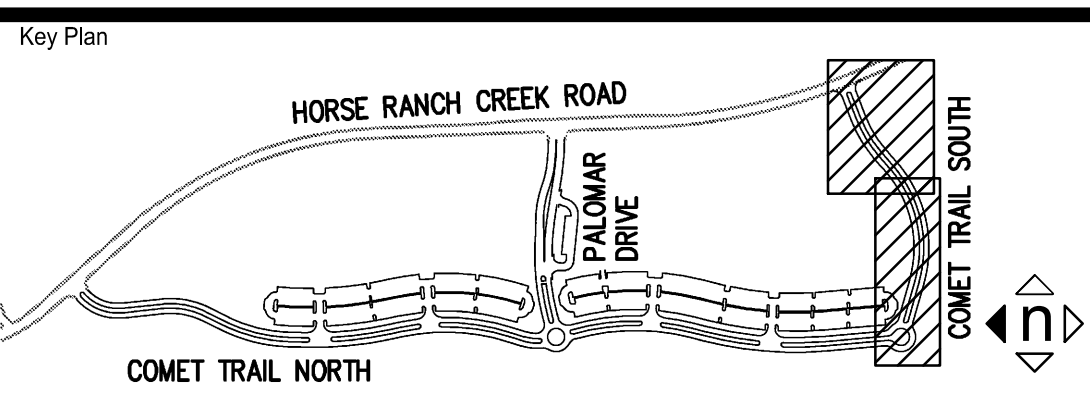 Key Plan
HORSE RANCH CREEK ROAD
PALOMAR
DRIVE
COMET TRAIL SOUTH
n
COMET TRAIL NORTH